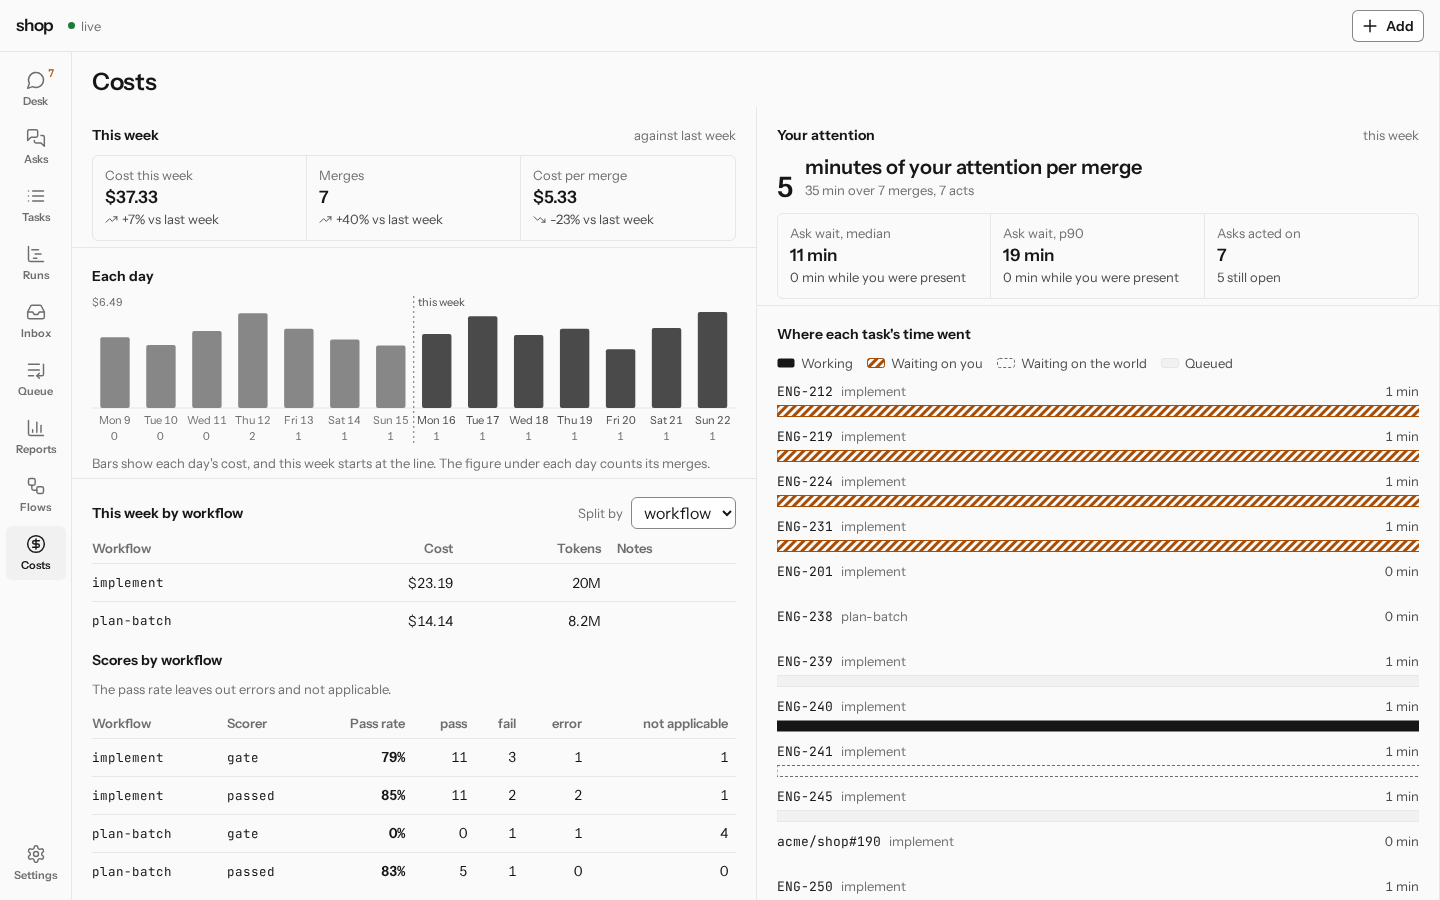 shop live
Add
7
Desk
Asks
Tasks
Runs
Inbox
Queue
Reports
Flows
Costs
Settings
Costs
This week against last week
Cost this week Merges Cost per merge
$37.33 7 $5.33
+7% vs last week +40% vs last week -23% vs last week
Each day
$6.49 this week
Mon 9 Tue 10 Wed 11 Thu 12 Fri 13 Sat 14 Sun 15 Mon 16 Tue 17 Wed 18 Thu 19 Fri 20 Sat 21 Sun 22
0 0 0 2 1 1 1 1 1 1 1 1 1 1
Bars show each day's cost, and this week starts at the line. The figure under each day counts its merges.
This week by workflow Split by workflow
Workflow Cost Tokens Notes
implement $23.19 20M
plan-batch $14.14 8.2M
Scores by workflow
The pass rate leaves out errors and not applicable.
Workflow Scorer Pass rate pass fail error not applicable
implement gate 79% 11 3 1 1
implement passed 85% 11 2 2 1
plan-batch gate 0% 0 1 1 4
plan-batch passed 83% 5 1 0 0
Your attention this week
5 minutes of your attention per merge
35 min over 7 merges, 7 acts
Ask wait, median Ask wait, p90 Asks acted on
11 min 19 min 7
0 min while you were present 0 min while you were present 5 still open
Where each task's time went
Working Waiting on you Waiting on the world Queued
ENG-212 implement 1 min
ENG-219 implement 1 min
ENG-224 implement 1 min
ENG-231 implement 1 min
ENG-201 implement 0 min
ENG-238 plan-batch 0 min
ENG-239 implement 1 min
ENG-240 implement 1 min
ENG-241 implement 1 min
ENG-245 implement 1 min
acme/shop#190 implement 0 min
ENG-250 implement 1 min